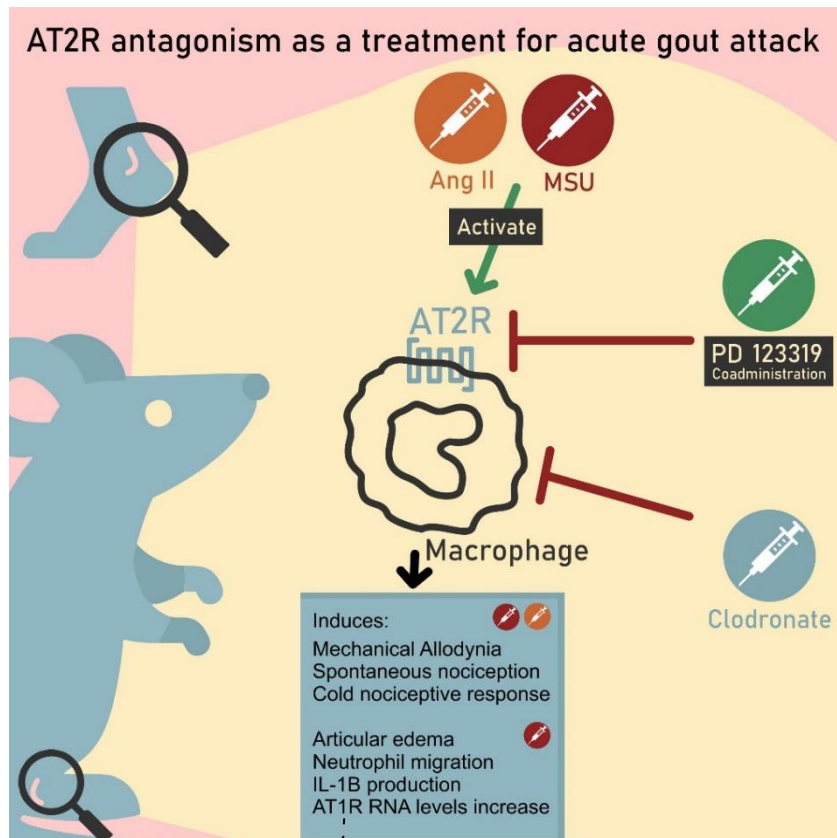 AT2R antagonism as a treatment for acute gout attack
Ang II
MSU
Activate
AT2R
PD 123319
Coadministration
Macrophage
Clodronate
Induces:
Mechanical Allodynia
Spontaneous nociception
Cold nociceptive response
Articular edema
Neutrophil migration
IL-1B production
AT1R RNA levels increase